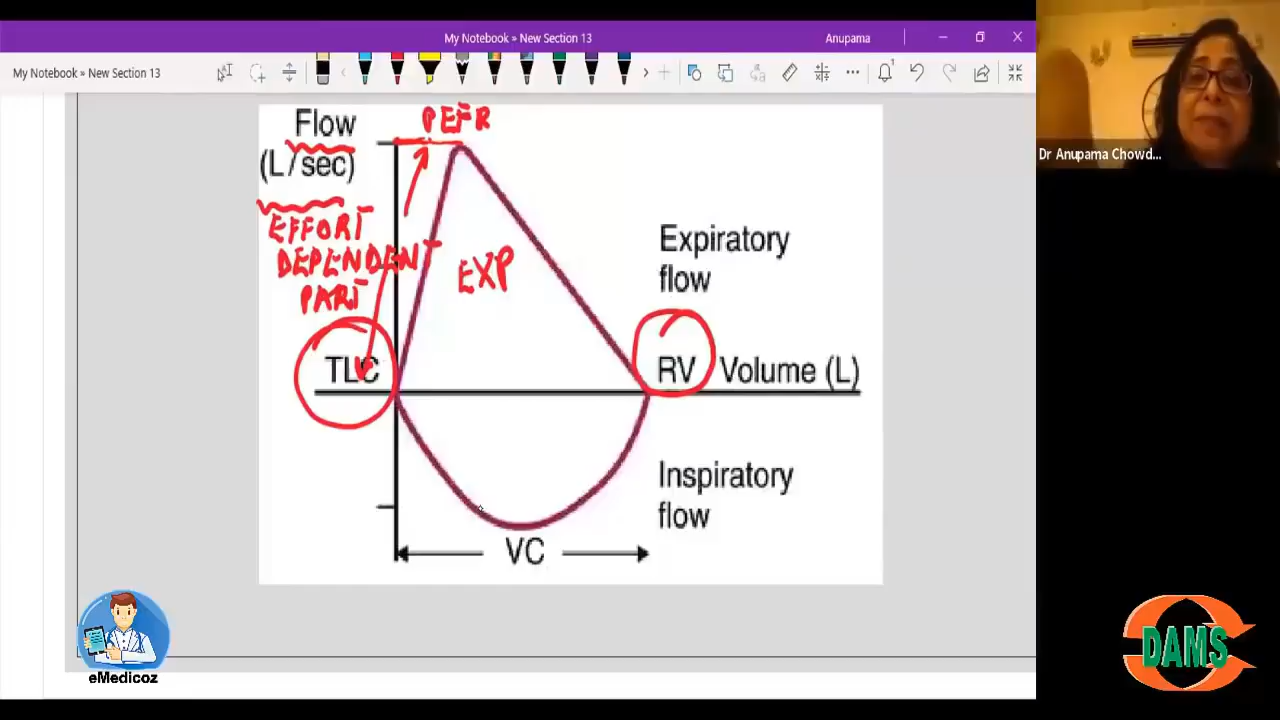 My Notebook » New Section 13
Anupama
My Notebook » New Section 13
Dr Anupama Chowd...
Flow
(L/sec)
PEFR
EFFORT
DEPENDENT
PART
EXP
Expiratory
flow
TLC
RV
Volume (L)
Inspiratory
flow
VC
eMedicoz
DAMS